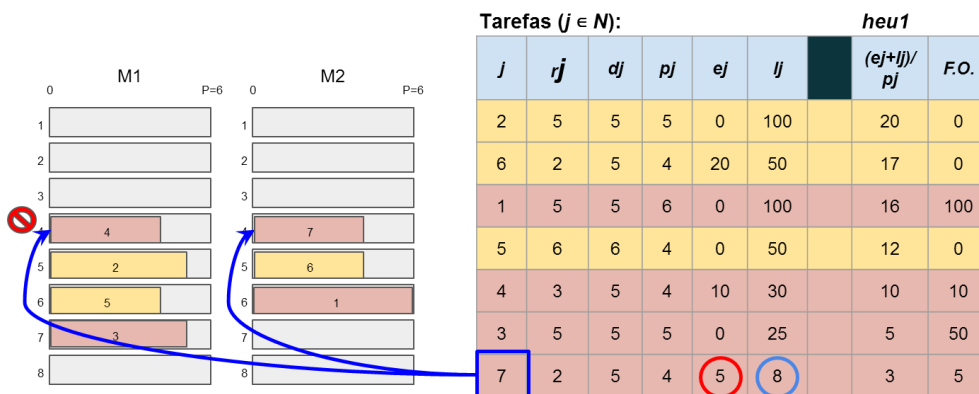 Tarefas (j ∈ N): heu1
M1 M2
0 P=6 0 P=6
j rj dj pj ej lj (ej+lj)/pj F.O.
2 5 5 5 0 100 20 0
6 2 5 4 20 50 17 0
1 5 5 6 0 100 16 100
5 6 6 4 0 50 12 0
4 3 5 4 10 30 10 10
3 5 5 5 0 25 5 50
7 2 5 4 5 8 3 5
1 1
2 2
3 3
4 7
5 2 5 6
6 5 6 1
7 3 7
8 8